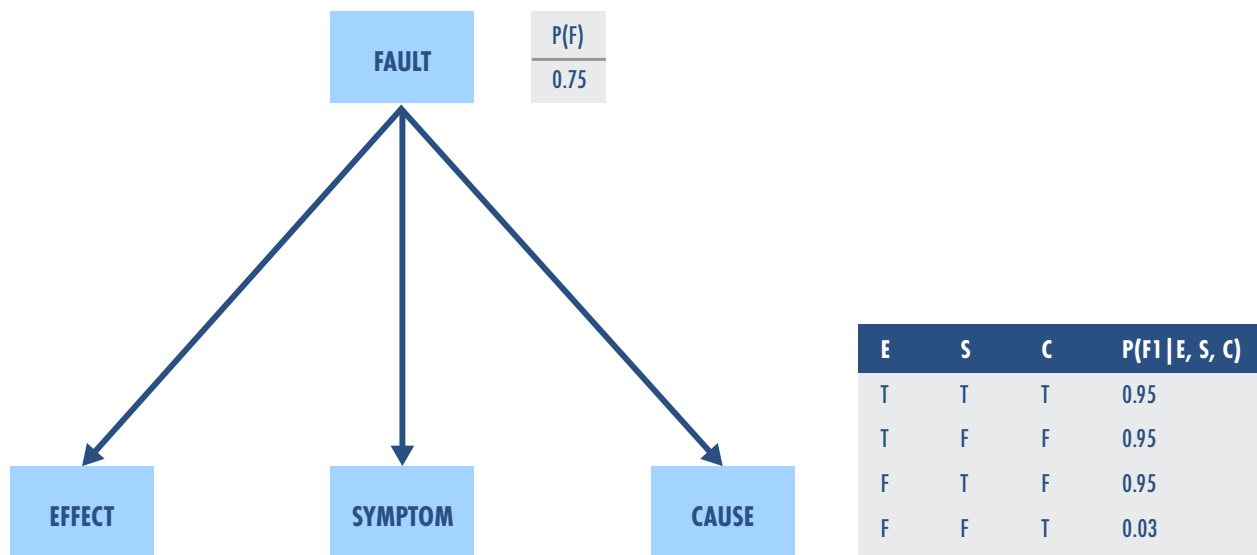 FAULT
P(F)
0.75
EFFECT
SYMPTOM
CAUSE
E S C P(F1|E, S, C)
T T T 0.95
T F F 0.95
F T F 0.95
F F T 0.03